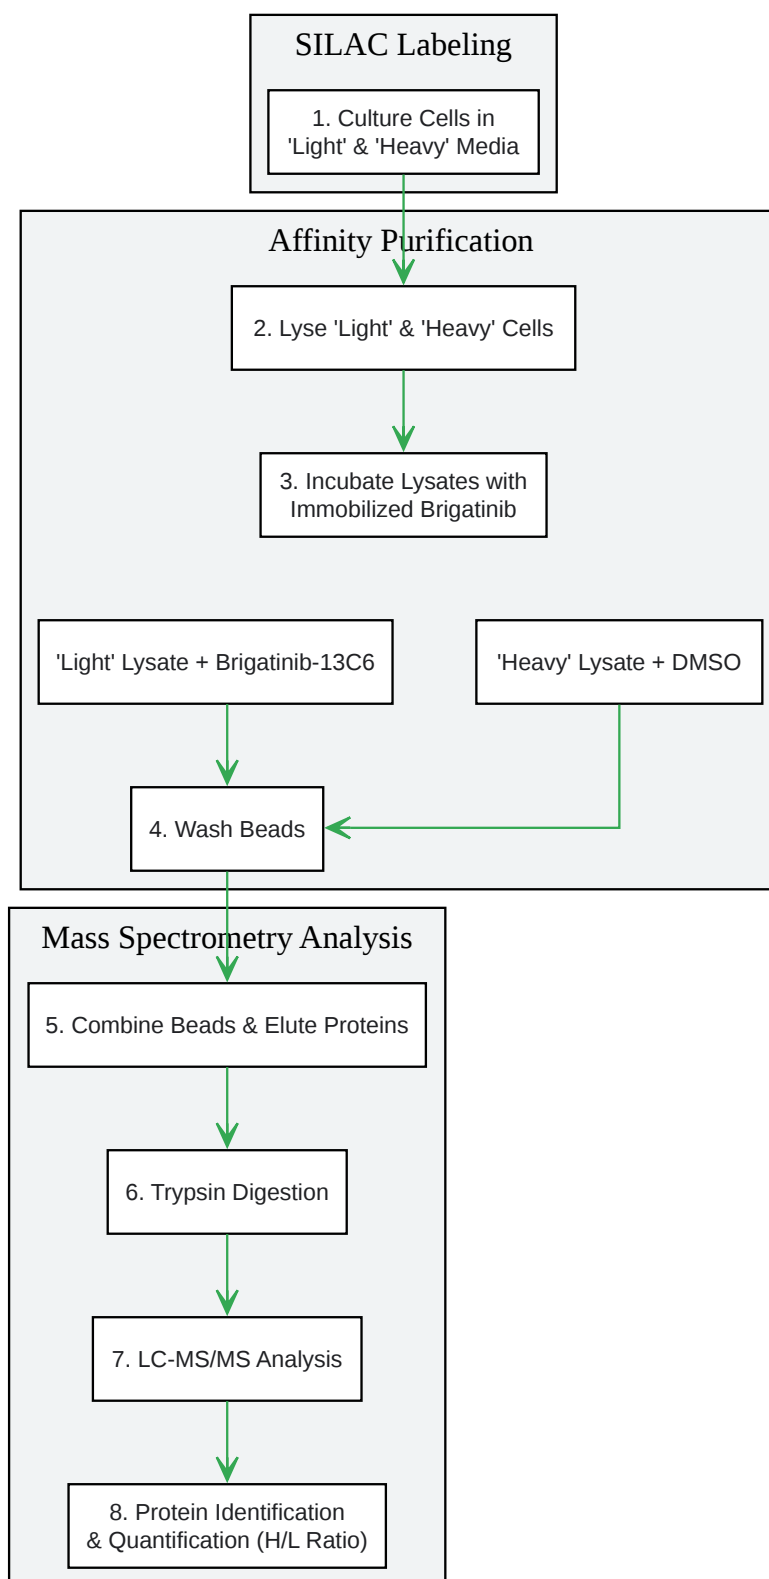 SILAC Labeling
1. Culture Cells in
'Light' & 'Heavy' Media
Affinity Purification
2. Lyse 'Light' & 'Heavy' Cells
3. Incubate Lysates with
Immobilized Brigatinib
'Light' Lysate + Brigatinib-13C6
'Heavy' Lysate + DMSO
4. Wash Beads
Mass Spectrometry Analysis
5. Combine Beads & Elute Proteins
6. Trypsin Digestion
7. LC-MS/MS Analysis
8. Protein Identification
& Quantification (H/L Ratio)